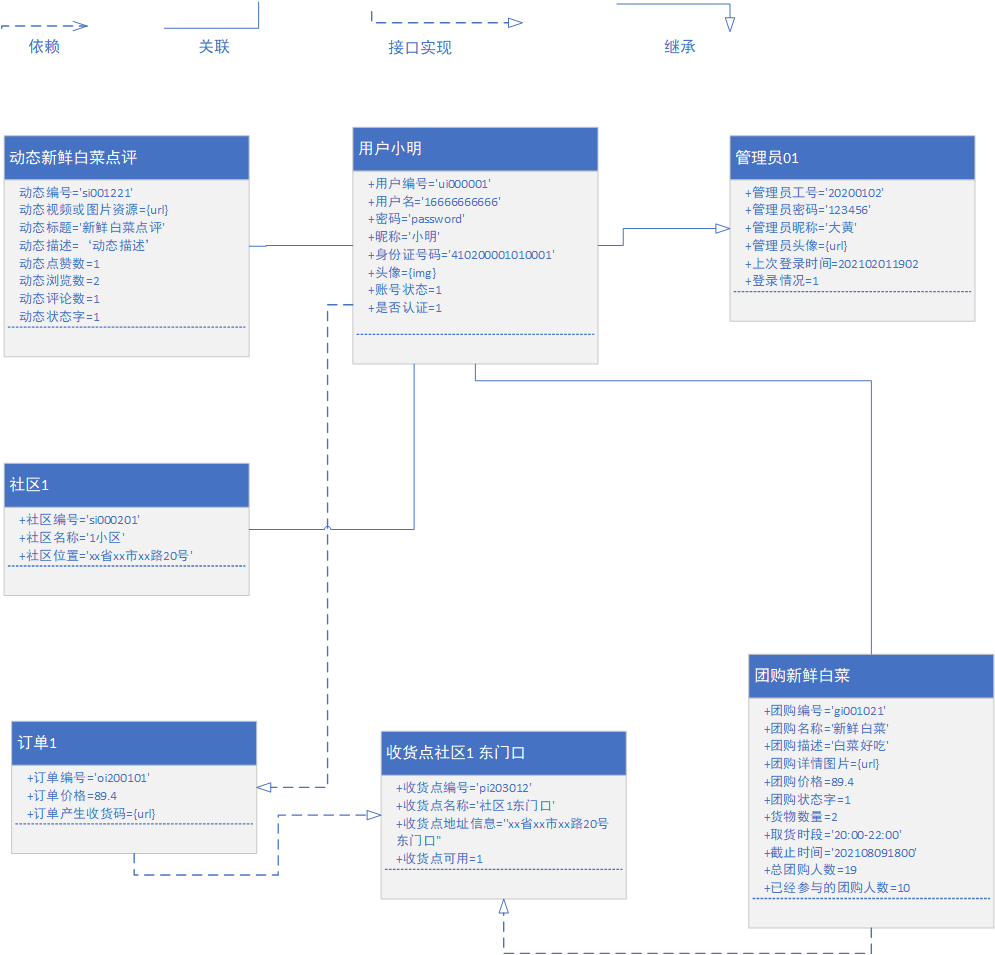 依赖
关联
接口实现
继承
动态新鲜白菜点评
动态编号='si001221'
动态视频或图片资源={url}
动态标题='新鲜白菜点评'
动态描述=‘动态描述’
动态点赞数=1
动态浏览数=2
动态评论数=1
动态状态字=1
用户小明
+用户编号='ui000001'
+用户名='16666666666'
+密码='password'
+昵称='小明'
+身份证号码='410200001010001'
+头像={img}
+账号状态=1
+是否认证=1
管理员01
+管理员工号='20200102'
+管理员密码='123456'
+管理员昵称='大黄'
+管理员头像={url}
+上次登录时间=202102011902
+登录情况=1
社区1
+社区编号='si000201'
+社区名称='1小区'
+社区位置='xx省xx市xx路20号'
订单1
+订单编号='oi200101'
+订单价格=89.4
+订单产生收货码={url}
收货点社区1 东门口
+收货点编号='pi203012'
+收货点名称='社区1东门口'
+收货点地址信息="xx省xx市xx路20号
东门口"
+收货点可用=1
团购新鲜白菜
+团购编号='gi001021'
+团购名称='新鲜白菜'
+团购描述='白菜好吃'
+团购详情图片={url}
+团购价格=89.4
+团购状态字=1
+货物数量=2
+取货时段='20:00-22:00'
+截止时间='202108091800'
+总团购人数=19
+已经参与的团购人数=10